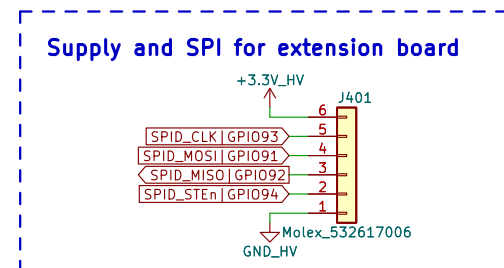 Supply and SPI for extension board
+3.3V_HV
J401
6
SPID_CLK|GPIO93 5
SPID_MOSI|GPIO91 4
SPID_MISO|GPIO92 3
SPID_STEn|GPIO94 2
1
Molex_532617006
GND_HV